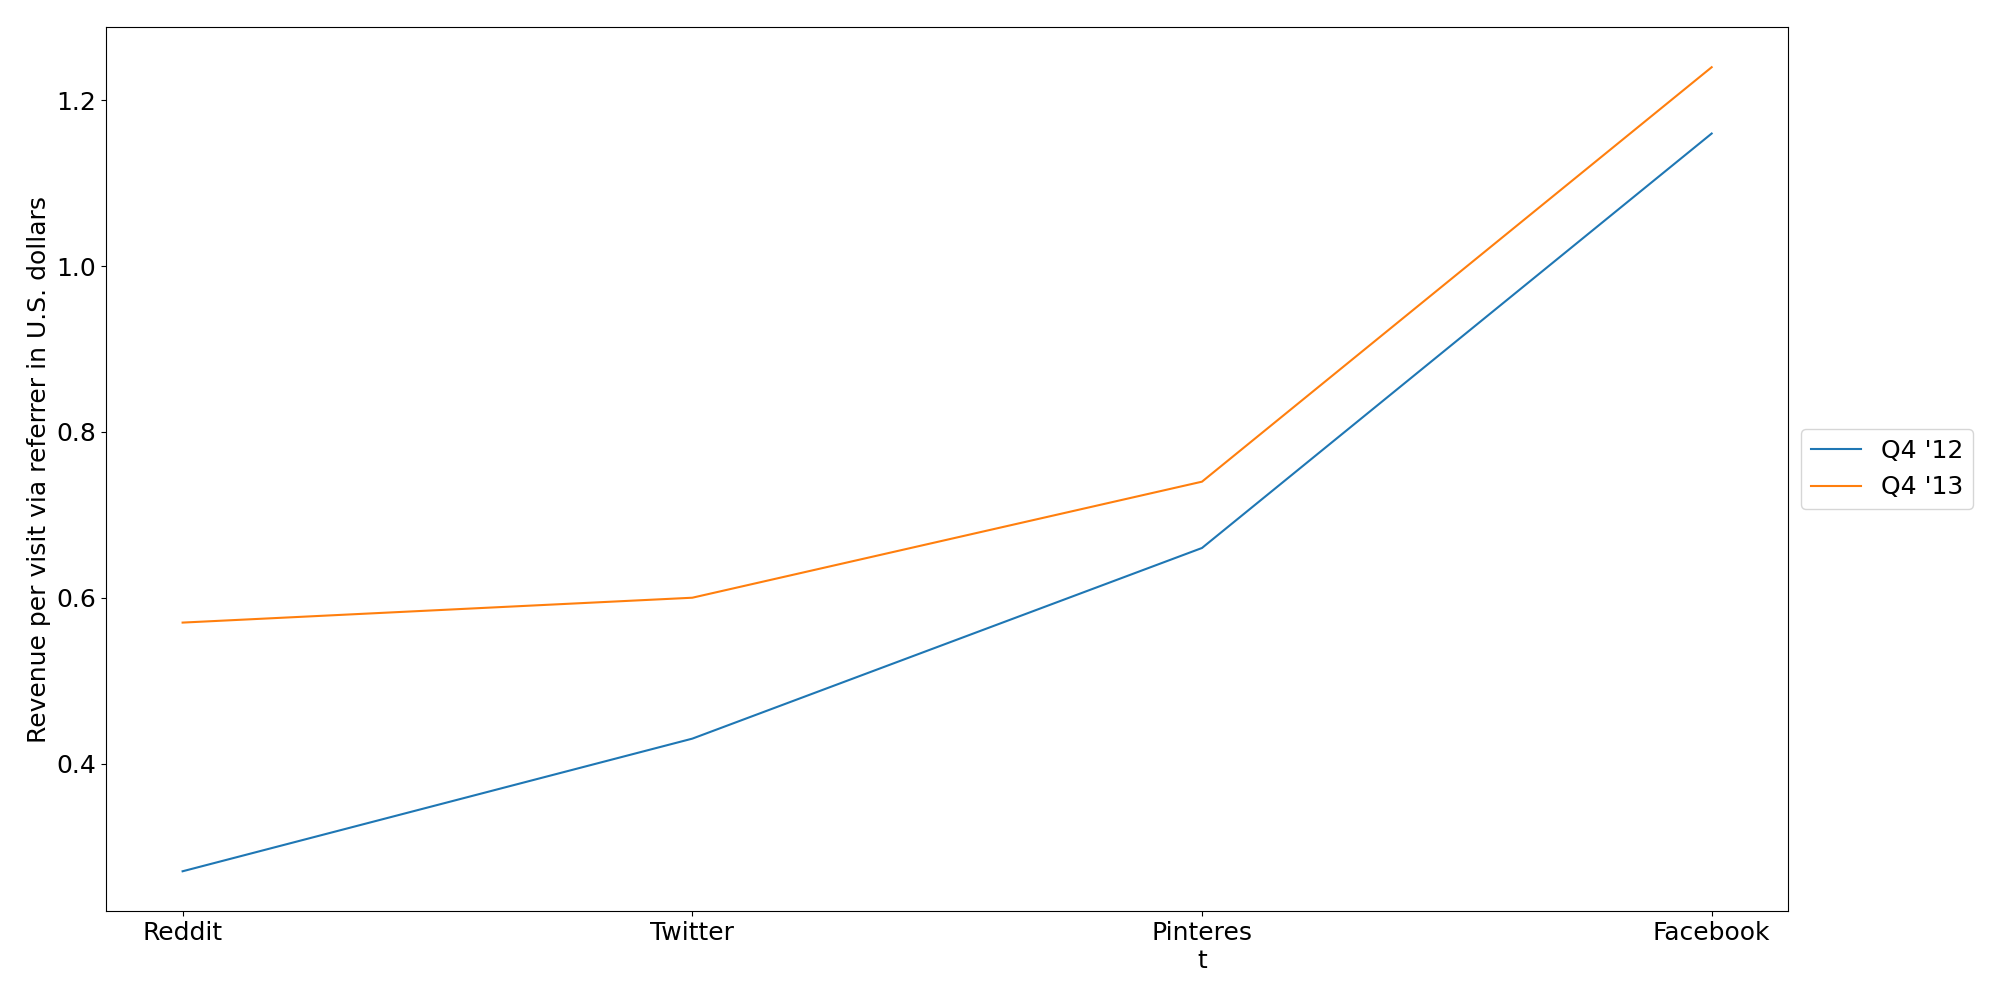 Revenue per visit via referrer in U.S. dollars
1.2
1.0
0.8
0.6
0.4
Reddit
Twitter
Pinteres
t
Facebook
Q4 '12
Q4 '13